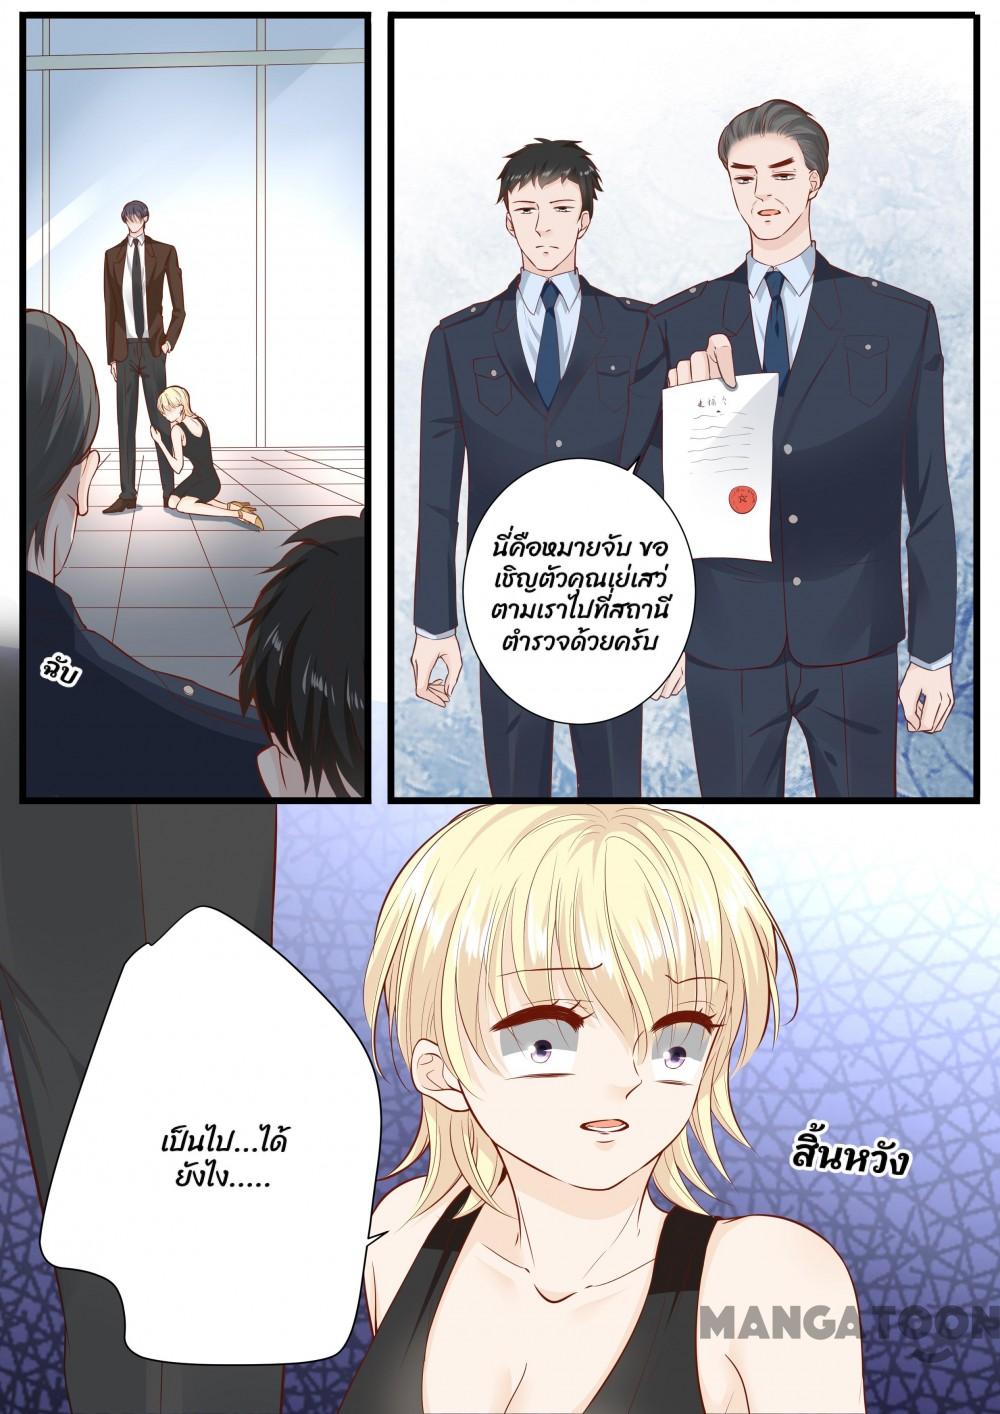 ฉับ
นี่คือหมายจับ ขอ
เชิญตัวคุณเย่เสว่
ตามเราไปที่สถานี
ตำรวจด้วยครับ
เป็นไป...ได้
ยังไง.....
สิ้นหวัง
MANGATOON